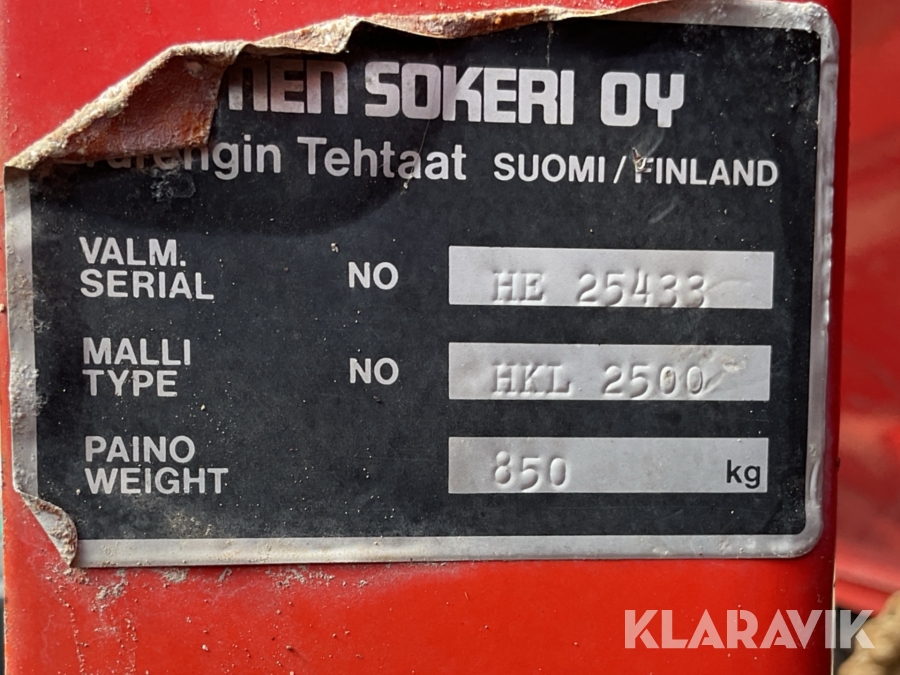 NEN SOKERI OY
Tehtaat SUOMI / FINLAND
VALM.
SERIAL NO HE 25433
MALLI
TYPE NO HKL 2500
PAINO
WEIGHT 850 kg
KLARAVIK